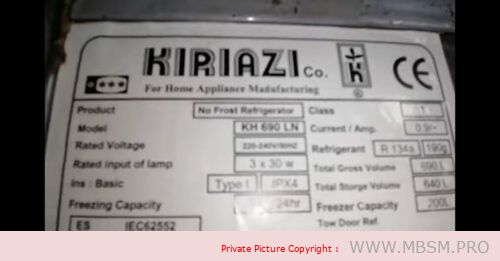 KIRIAZI Co.
For Home Appliance Manufacturing
CE
Product No Frost Refrigerator Class T
Model KH 690 LN Current / Amp. 0.9/-
Rated Voltage 220-240V/50HZ Refrigerant R 134a 190g
Rated input of lamp 3 x 30 w Total Gross Volume 690 L
Ins : Basic Type I IPX4 Total Storge Volume 640 L
Freezing Capacity 24hr Freezer Capacity 200L
ES IEC62552 Tow Door Ref.
Private Picture Copyright : WWW.MBSM.PRO